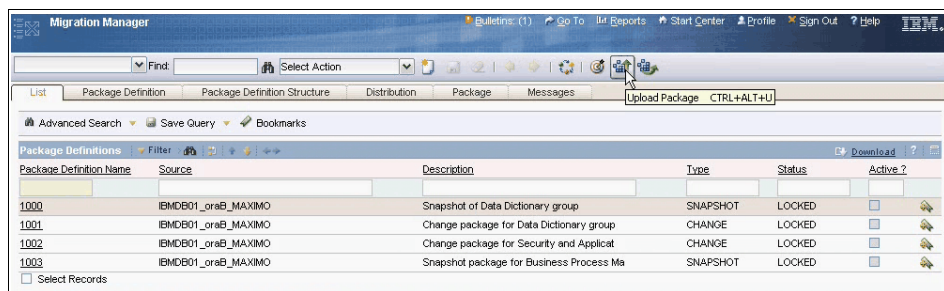 Migration Manager Bulletins: (1) Go To Reports Start Center Profile Sign Out ? Help IBM.
Find: Select Action
List Package Definition Package Definition Structure Distribution Package Messages
Upload Package CTRL+ALT+U
Advanced Search Save Query Bookmarks
Package Definitions Filter Download ?
Package Definition Name Source Description Type Status Active ?
1000 IBMDB01_oraB_MAXIMO Snapshot of Data Dictionary group SNAPSHOT LOCKED
1001 IBMDB01_oraB_MAXIMO Change package for Data Dictionary group CHANGE LOCKED
1002 IBMDB01_oraB_MAXIMO Change package for Security and Applicat CHANGE LOCKED
1003 IBMDB01_oraB_MAXIMO Snapshot package for Business Process Ma SNAPSHOT LOCKED
Select Records